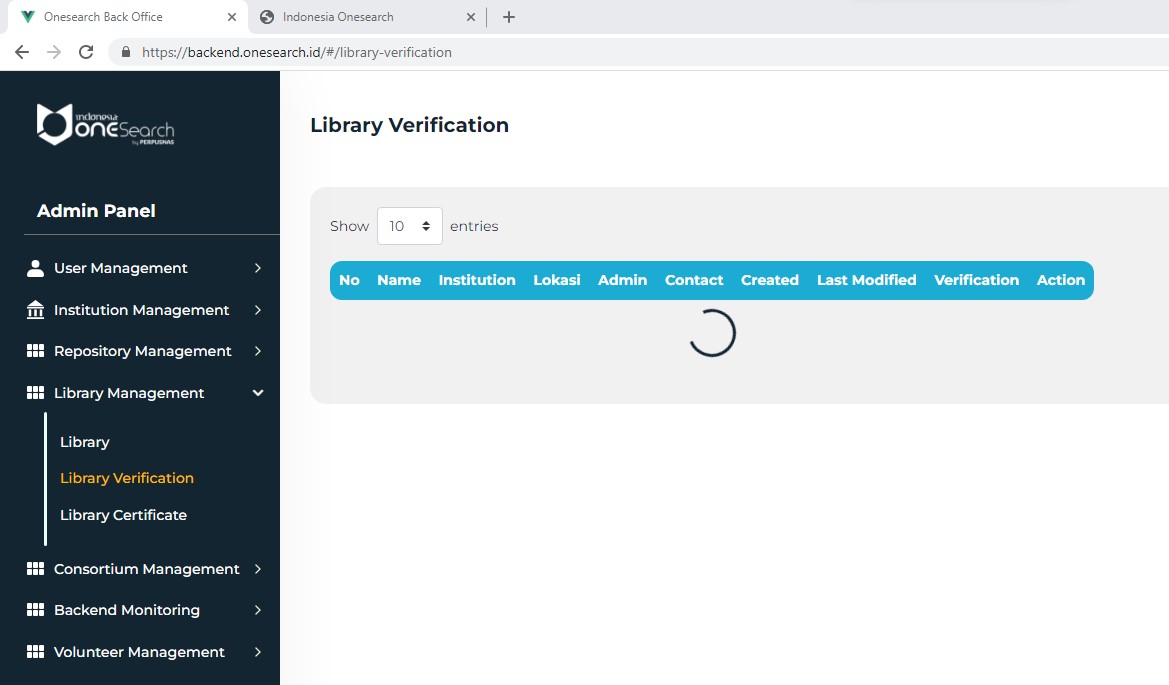 Onesearch Back Office
Indonesia Onesearch
https://backend.onesearch.id/#/library-verification
indonesia
oneSearch
by PERPUSNAS
Admin Panel
User Management
Institution Management
Repository Management
Library Management
Library
Library Verification
Library Certificate
Consortium Management
Backend Monitoring
Volunteer Management
Library Verification
Show 10 entries
No Name Institution Lokasi Admin Contact Created Last Modified Verification Action